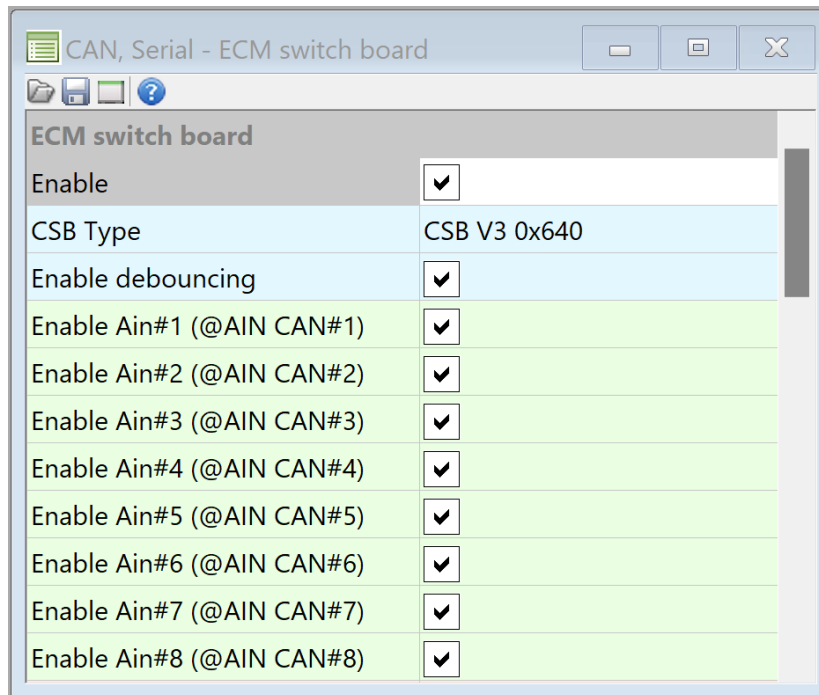 CAN, Serial - ECM switch board
ECM switch board
Enable
CSB Type CSB V3 0x640
Enable debouncing
Enable Ain#1 (@AIN CAN#1)
Enable Ain#2 (@AIN CAN#2)
Enable Ain#3 (@AIN CAN#3)
Enable Ain#4 (@AIN CAN#4)
Enable Ain#5 (@AIN CAN#5)
Enable Ain#6 (@AIN CAN#6)
Enable Ain#7 (@AIN CAN#7)
Enable Ain#8 (@AIN CAN#8)